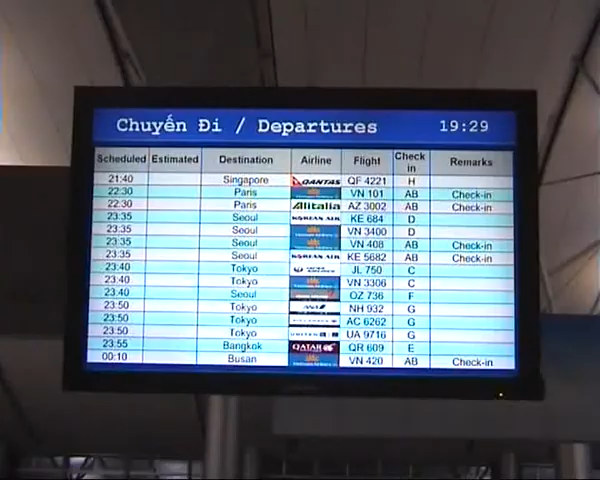 Chuyến Đi / Departures 19:29
Scheduled Estimated Destination Airline Flight Check in Remarks
21:40 Singapore QANTAS QF 4221 H
22:30 Paris VN 101 AB Check-in
22:30 Paris Alitalia AZ 3002 AB Check-in
23:35 Seoul KOREAN AIR KE 684 D
23:35 Seoul VN 3400 D
23:35 Seoul VN 408 AB Check-in
23:35 Seoul KOREAN AIR KE 5682 AB Check-in
23:40 Tokyo JL 750 C
23:40 Tokyo VN 3306 C
23:40 Seoul OZ 736 F
23:50 Tokyo ANA NH 932 G
23:50 Tokyo AC 6262 G
23:50 Tokyo UNITED UA 9716 G
23:55 Bangkok QATAR QR 609 E
00:10 Busan VN 420 AB Check-in